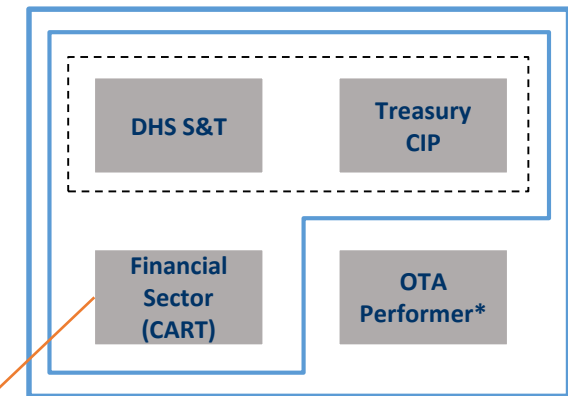 DHS S&T
Treasury
CIP
Financial
Sector
(CART)
OTA
Performer*